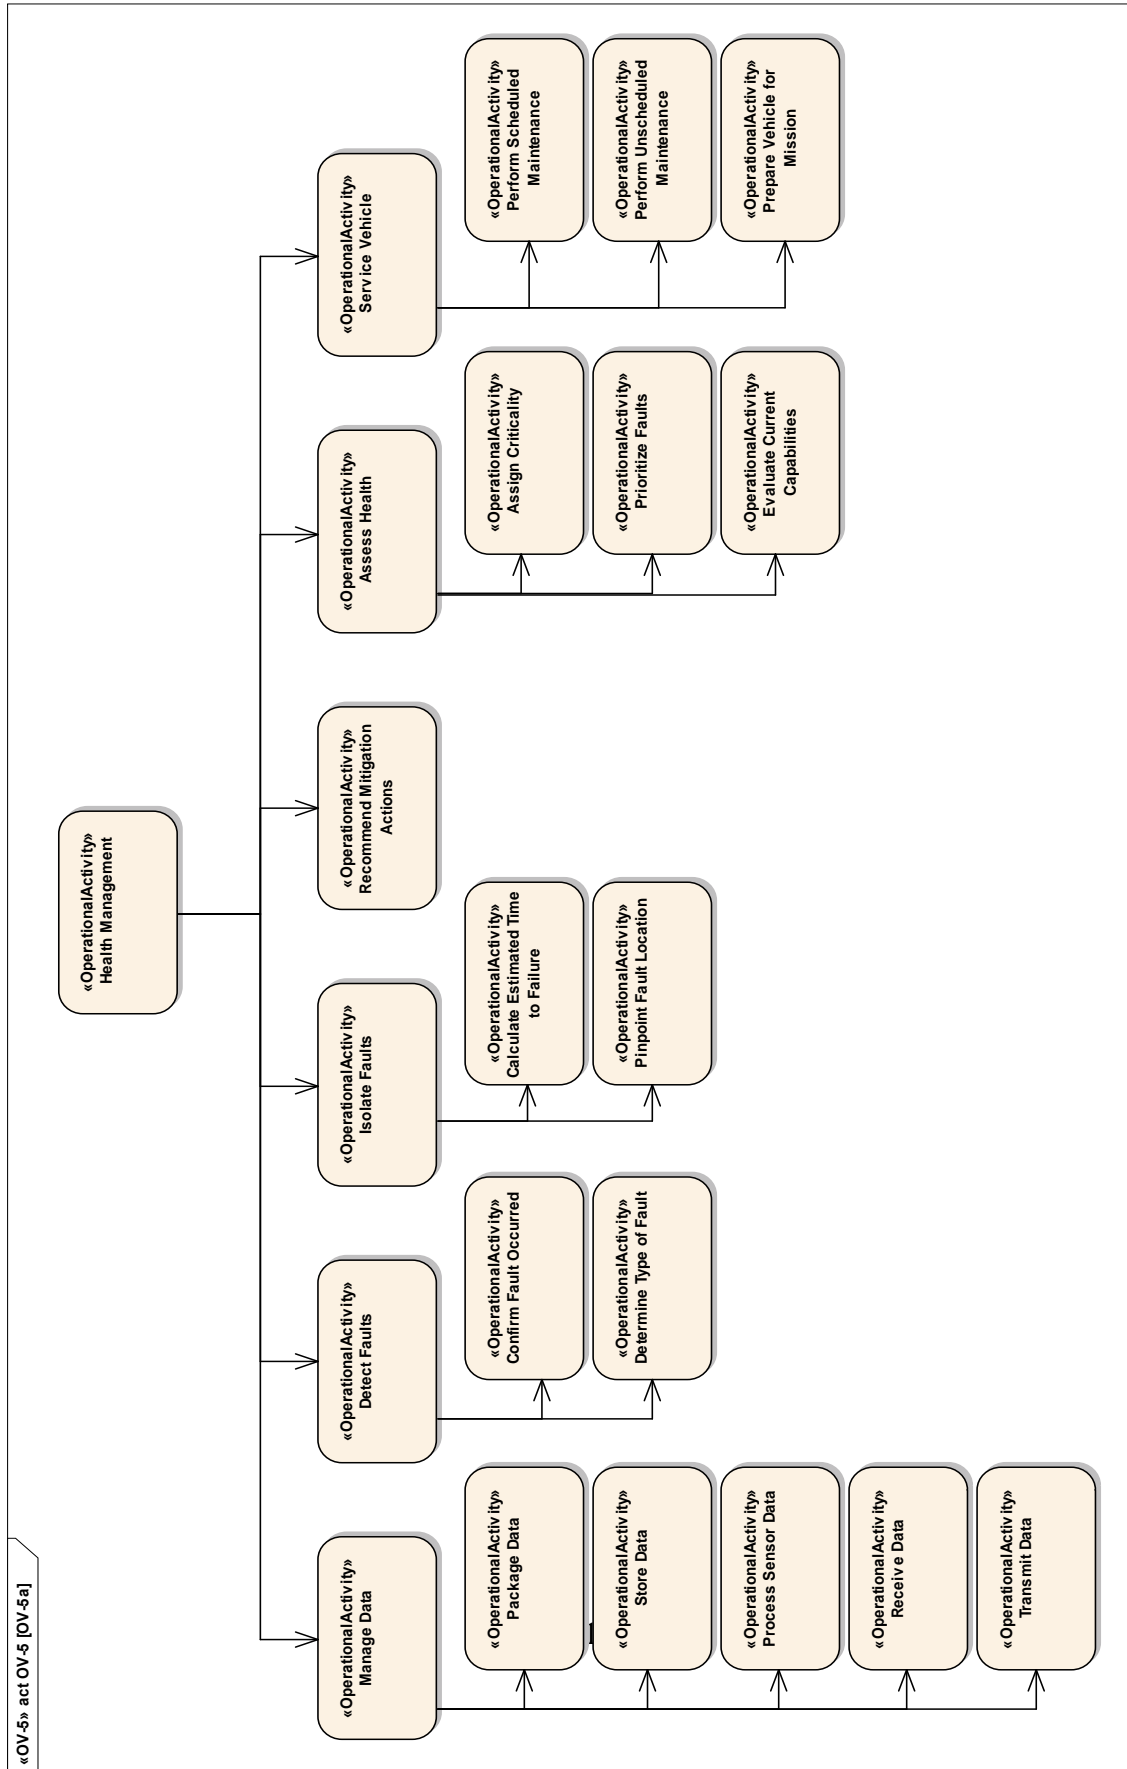 «OV-5» act OV-5 [OV-5a]
«OperationalActivity»
Health Management
«OperationalActivity»
Manage Data
«OperationalActivity»
Detect Faults
«OperationalActivity»
Isolate Faults
«OperationalActivity»
Recommend Mitigation
Actions
«OperationalActivity»
Assess Health
«OperationalActivity»
Service Vehicle
«OperationalActivity»
Package Data
«OperationalActivity»
Store Data
«OperationalActivity»
Process Sensor Data
«OperationalActivity»
Receive Data
«OperationalActivity»
Transmit Data
«OperationalActivity»
Confirm Fault Occurred
«OperationalActivity»
Determine Type of Fault
«OperationalActivity»
Calculate Estimated Time
to Failure
«OperationalActivity»
Pinpoint Fault Location
«OperationalActivity»
Assign Criticality
«OperationalActivity»
Prioritize Faults
«OperationalActivity»
Evaluate Current
Capabilities
«OperationalActivity»
Perform Scheduled
Maintenance
«OperationalActivity»
Perform Unscheduled
Maintenance
«OperationalActivity»
Prepare Vehicle for
Mission